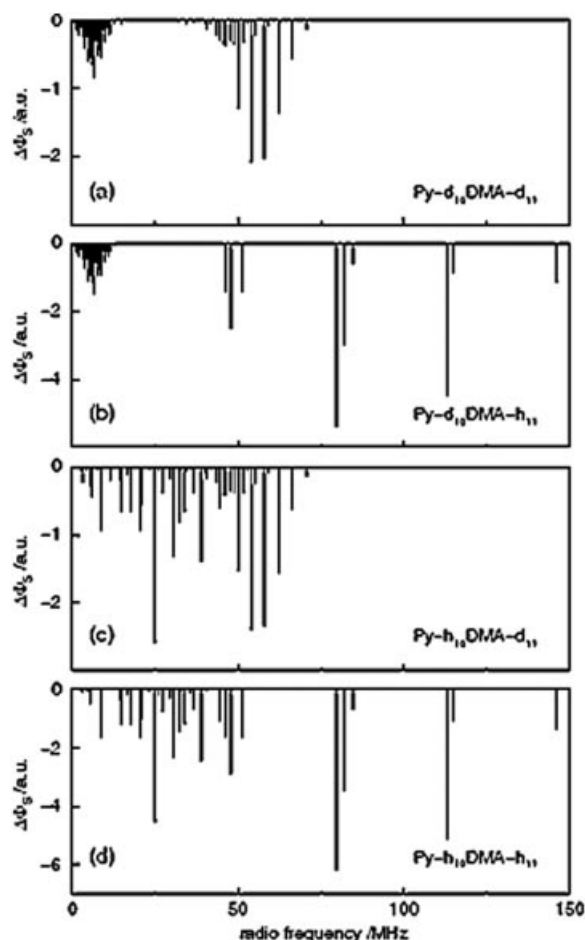 0
−1
−2
ΔΦS /a.u.
(a)
Py–d10DMA–d11
0
−2
−4
ΔΦS /a.u.
(b)
Py–d10DMA–h11
0
−1
−2
ΔΦS /a.u.
(c)
Py–h10DMA–d11
0
−2
−4
−6
ΔΦS /a.u.
(d)
Py–h10DMA–h11
0 50 100 150
radio frequency /MHz